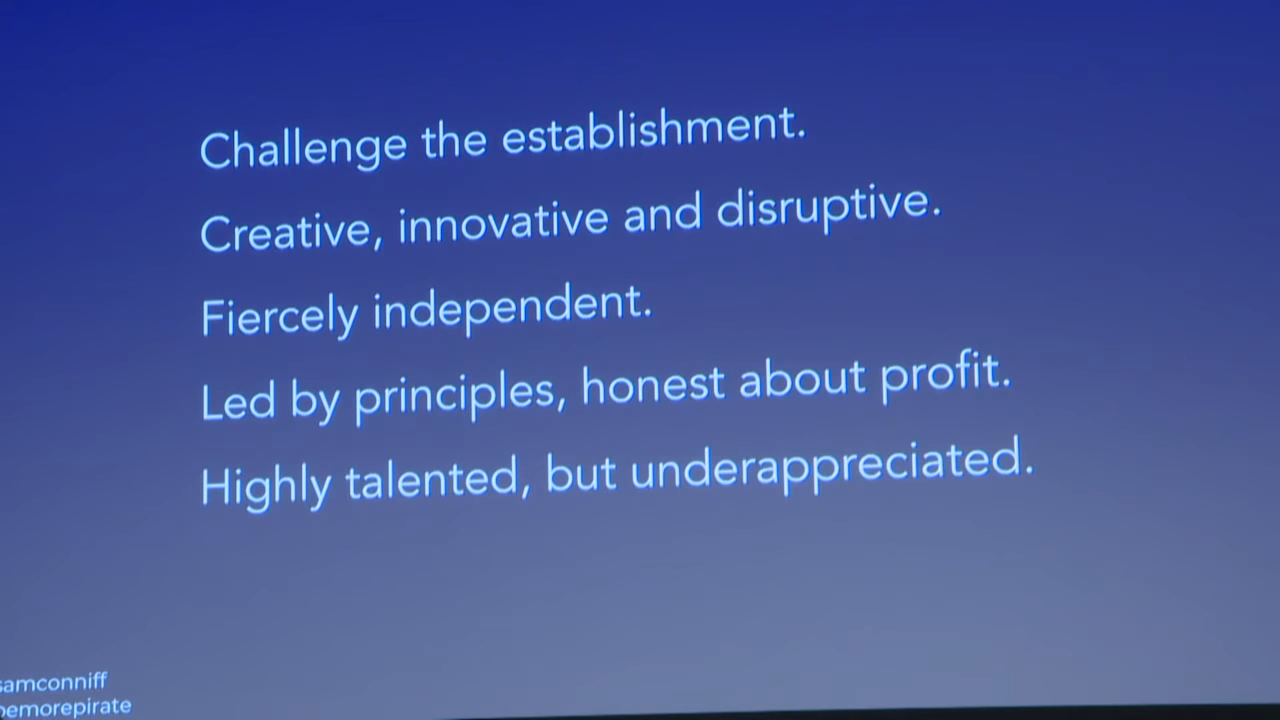 Challenge the establishment.
Creative, innovative and disruptive.
Fiercely independent.
Led by principles, honest about profit.
Highly talented, but underappreciated.
samconniff
bemorepirate